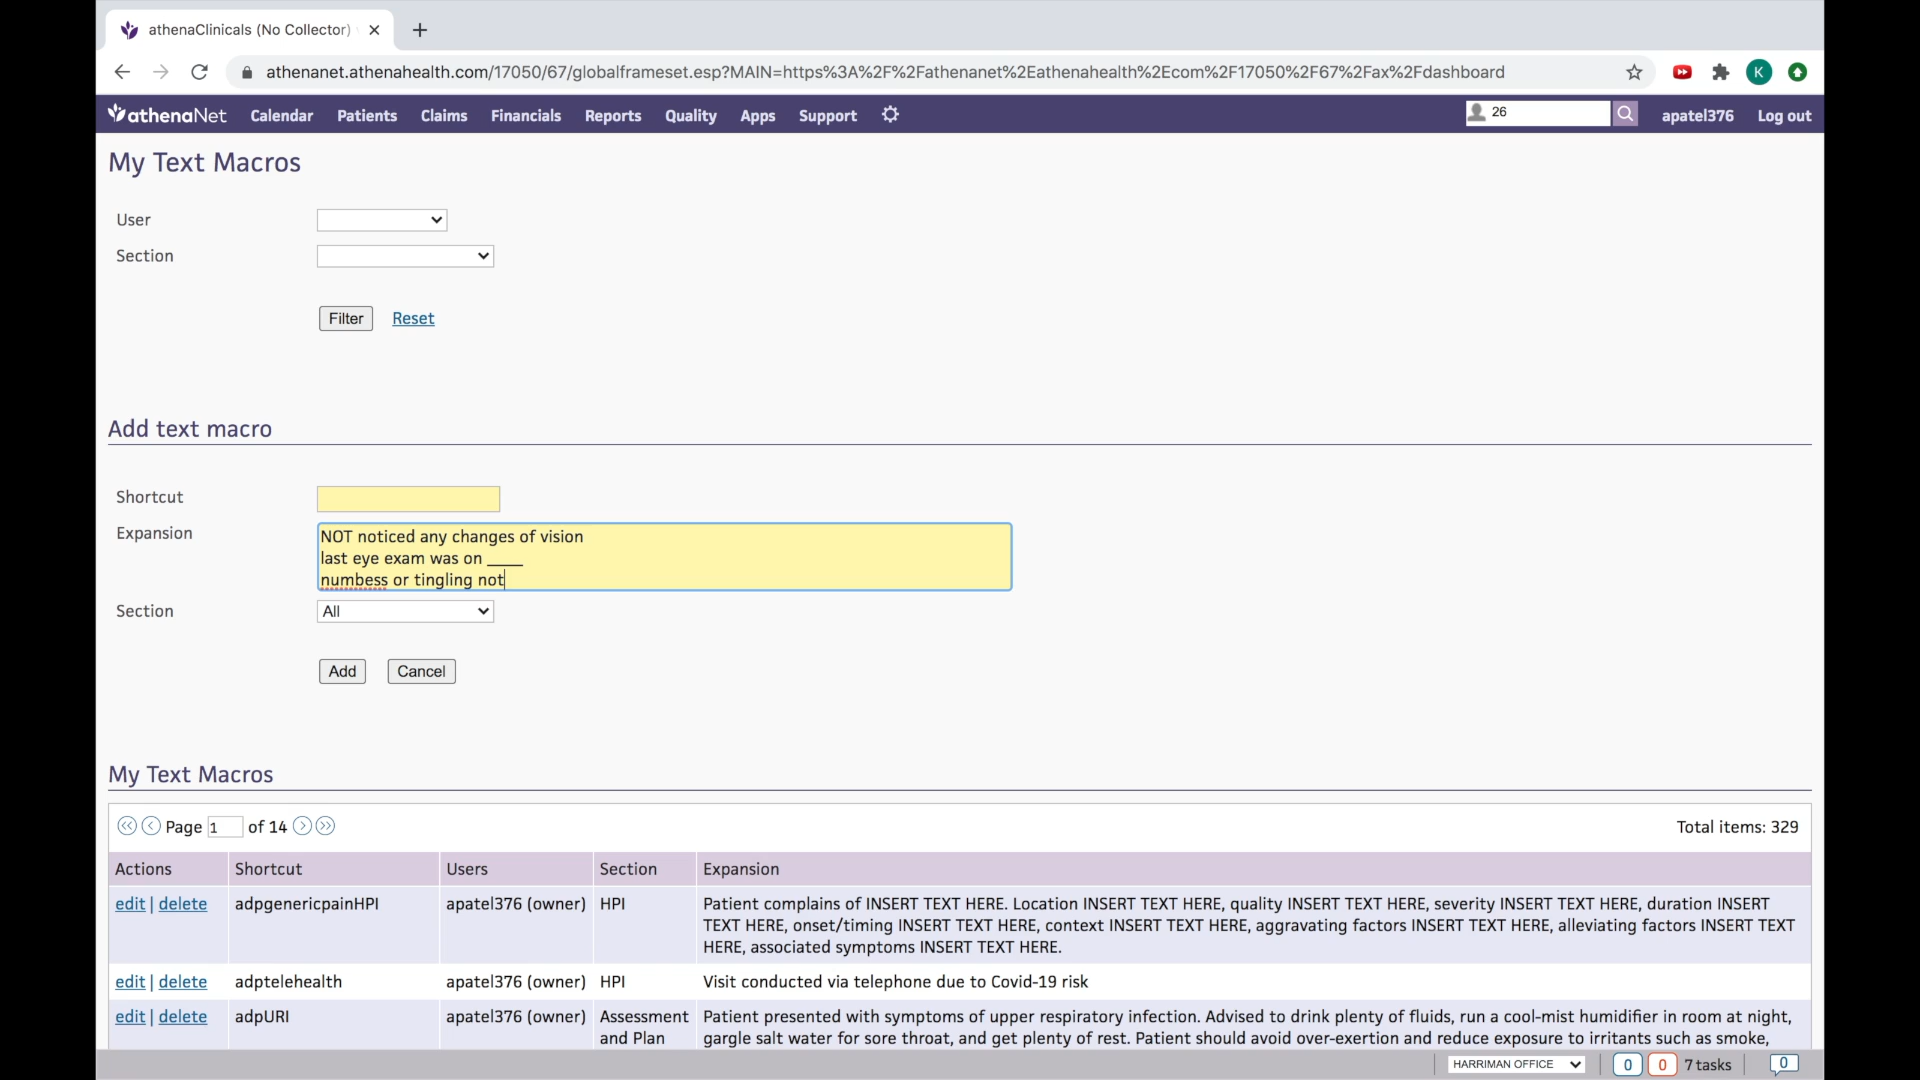 athenaClinicals (No Collector)
athenanet.athenahealth.com/17050/67/globalframeset.esp?MAIN=https%3A%2F%2Fathenanet%2Eathenahealth%2Ecom%2F17050%2F67%2Fax%2Fdashboard
K
athenaNet Calendar Patients Claims Financials Reports Quality Apps Support 26 apatel376 Log out
My Text Macros
User
Section
Filter Reset
Add text macro
Shortcut
Expansion
NOT noticed any changes of vision
last eye exam was on ____
numbess or tingling not
Section All
Add Cancel
My Text Macros
Page 1 of 14 Total items: 329
Actions Shortcut Users Section Expansion
edit | delete adpgenericpainHPI apatel376 (owner) HPI Patient complains of INSERT TEXT HERE. Location INSERT TEXT HERE, quality INSERT TEXT HERE, severity INSERT TEXT HERE, duration INSERT
TEXT HERE, onset/timing INSERT TEXT HERE, context INSERT TEXT HERE, aggravating factors INSERT TEXT HERE, alleviating factors INSERT TEXT
HERE, associated symptoms INSERT TEXT HERE.
edit | delete adptelehealth apatel376 (owner) HPI Visit conducted via telephone due to Covid-19 risk
edit | delete adpURI apatel376 (owner) Assessment Patient presented with symptoms of upper respiratory infection. Advised to drink plenty of fluids, run a cool-mist humidifier in room at night,
and Plan gargle salt water for sore throat, and get plenty of rest. Patient should avoid over-exertion and reduce exposure to irritants such as smoke,
HARRIMAN OFFICE 0 0 7 tasks 0